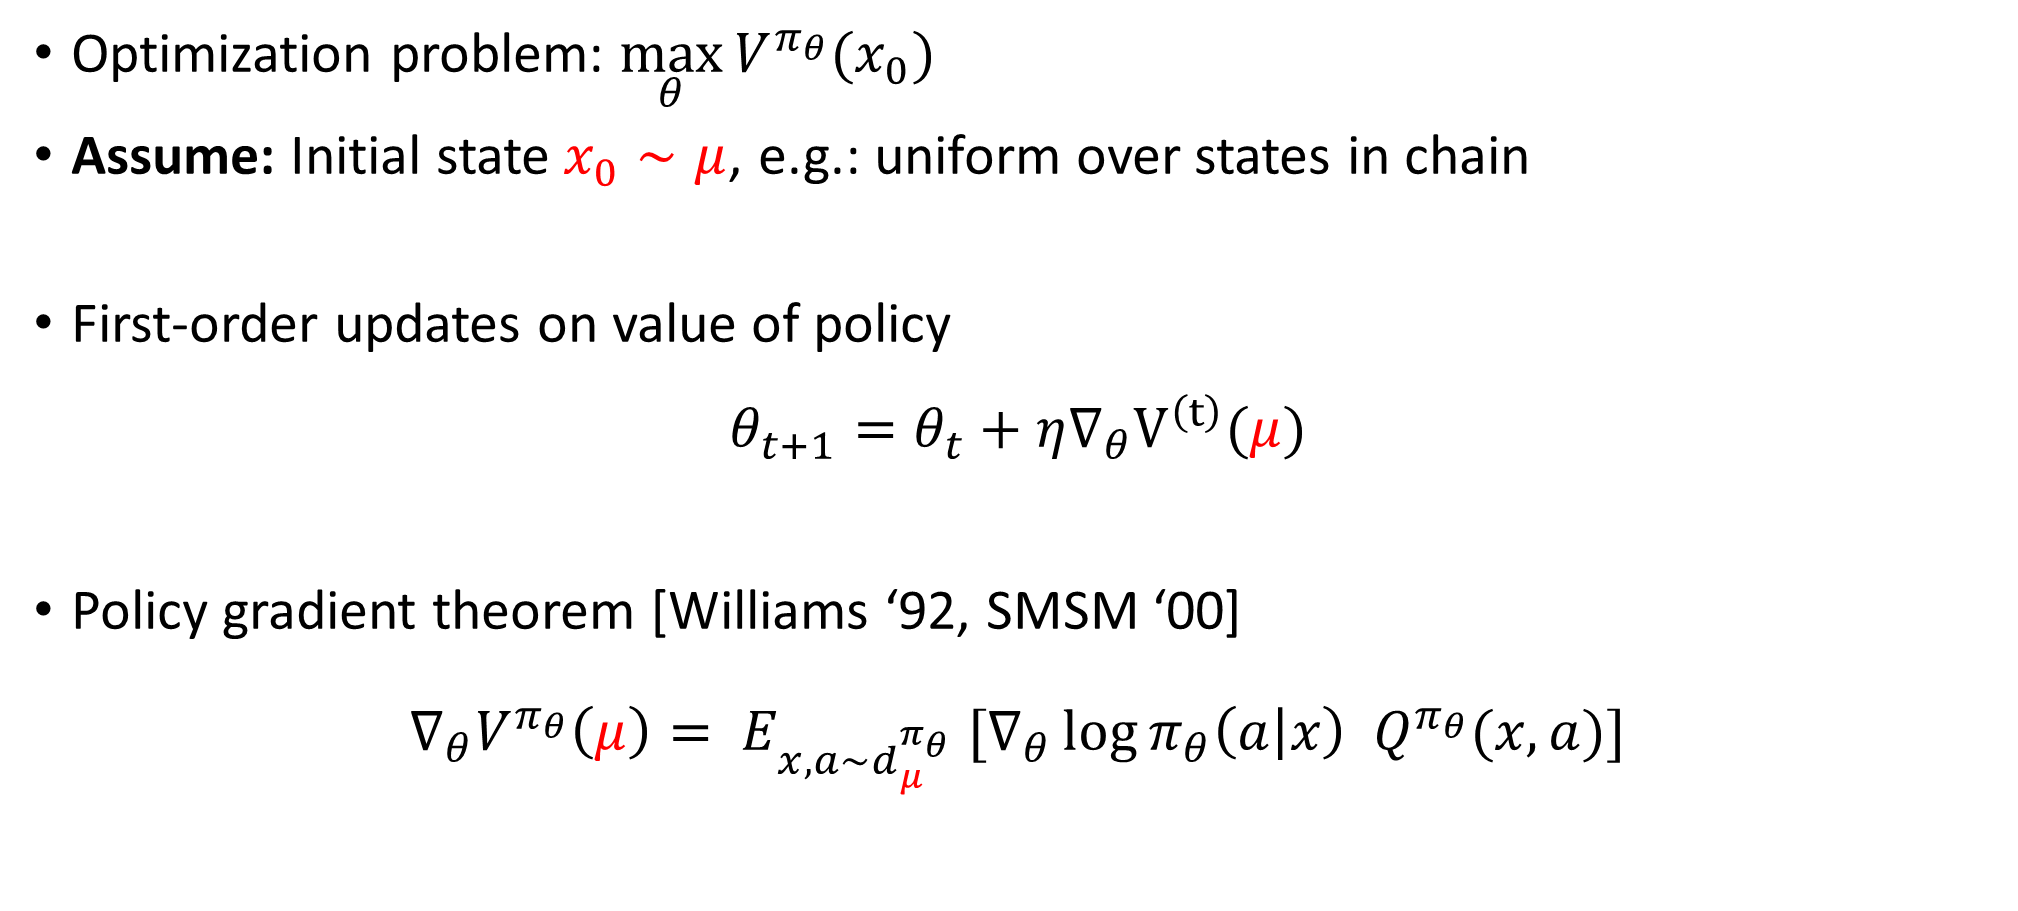 • Optimization problem: max_θ V^{π_θ}(x_0)
• Assume: Initial state x_0 ~ μ, e.g.: uniform over states in chain
• First-order updates on value of policy
θ_{t+1} = θ_t + η∇_θ V^{(t)}(μ)
• Policy gradient theorem [Williams ‘92, SMSM ‘00]
∇_θ V^{π_θ}(μ) = E_{x,a~d_μ^{π_θ}} [∇_θ log π_θ(a|x) Q^{π_θ}(x, a)]